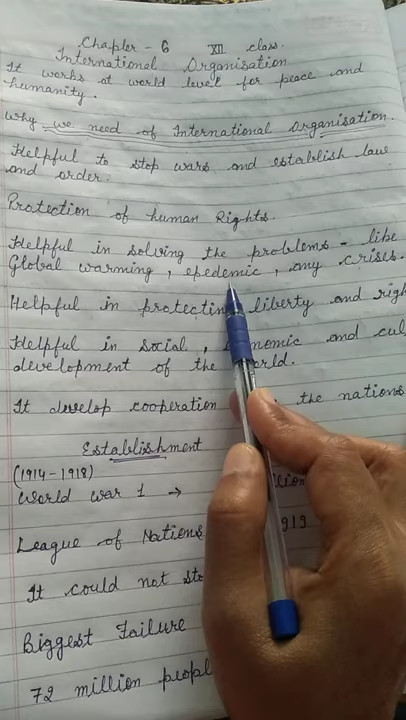 Chapter - 6 XII class.
International Organisation
It works at world level for peace and
humanity.
Why we need of International Organisation.
Helpful to stop wars and establish law
and order.
Protection of human Rights.
Helpful in solving the problems - like
Global warming, epedemic, any crises.
Helpful in protectin liberty and righ
Helpful in social, nomic and cul
development of the world.
It develop cooperation the nations
Establishment
(1914-1918)
World war 1 →
League of Nations 919
It could not sto
Biggest Failure
72 million peopl